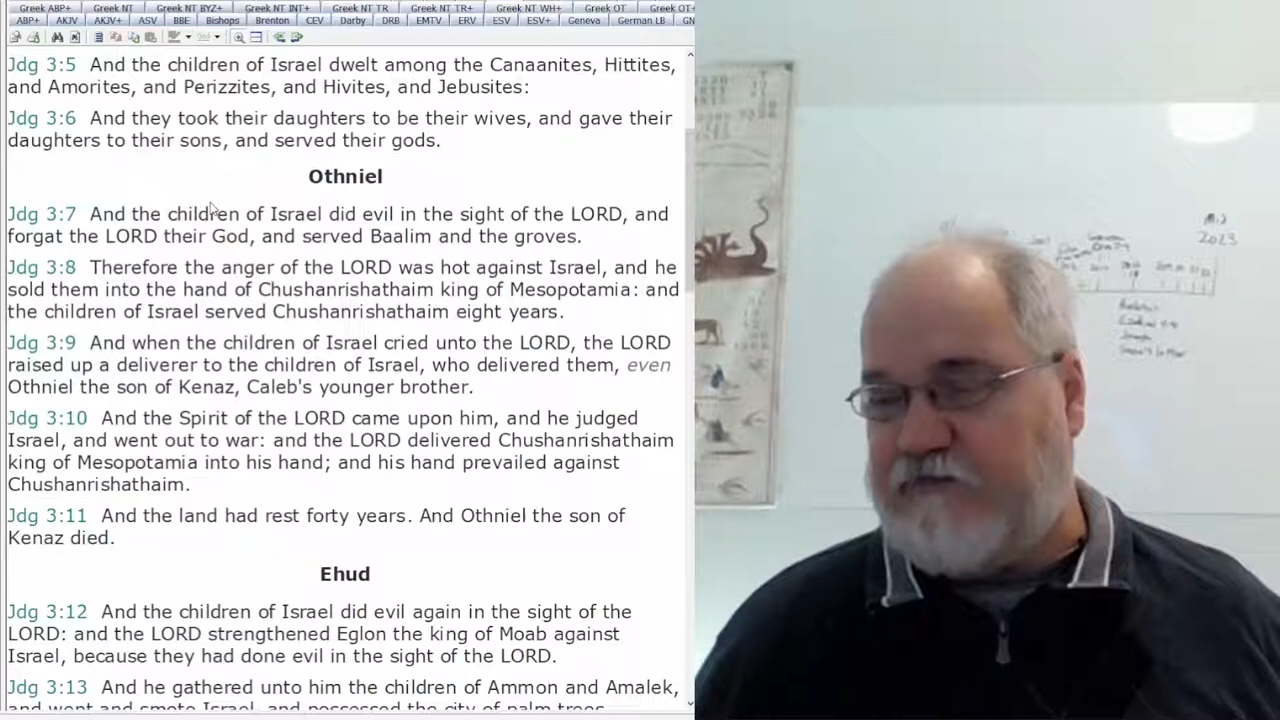 Greek ABP+ Greek NT Greek NT BYZ+ Greek NT INT+ Greek NT TR Greek NT TR+ Greek NT WH+ Greek OT Greek OT+
ABP+ AKJV AKJV+ ASV BBE Bishops Brenton CEV Darby DRB EMTV ERV ESV ESV+ Geneva German LB GN
Jdg 3:5 And the children of Israel dwelt among the Canaanites, Hittites,
and Amorites, and Perizzites, and Hivites, and Jebusites:
Jdg 3:6 And they took their daughters to be their wives, and gave their
daughters to their sons, and served their gods.
Othniel
Jdg 3:7 And the children of Israel did evil in the sight of the LORD, and
forgat the LORD their God, and served Baalim and the groves.
Jdg 3:8 Therefore the anger of the LORD was hot against Israel, and he
sold them into the hand of Chushanrishathaim king of Mesopotamia: and
the children of Israel served Chushanrishathaim eight years.
Jdg 3:9 And when the children of Israel cried unto the LORD, the LORD
raised up a deliverer to the children of Israel, who delivered them, even
Othniel the son of Kenaz, Caleb's younger brother.
Jdg 3:10 And the Spirit of the LORD came upon him, and he judged
Israel, and went out to war: and the LORD delivered Chushanrishathaim
king of Mesopotamia into his hand; and his hand prevailed against
Chushanrishathaim.
Jdg 3:11 And the land had rest forty years. And Othniel the son of
Kenaz died.
Ehud
Jdg 3:12 And the children of Israel did evil again in the sight of the
LORD: and the LORD strengthened Eglon the king of Moab against
Israel, because they had done evil in the sight of the LORD.
Jdg 3:13 And he gathered unto him the children of Ammon and Amalek,
and went and smote Israel, and possessed the city of palm trees.
2023